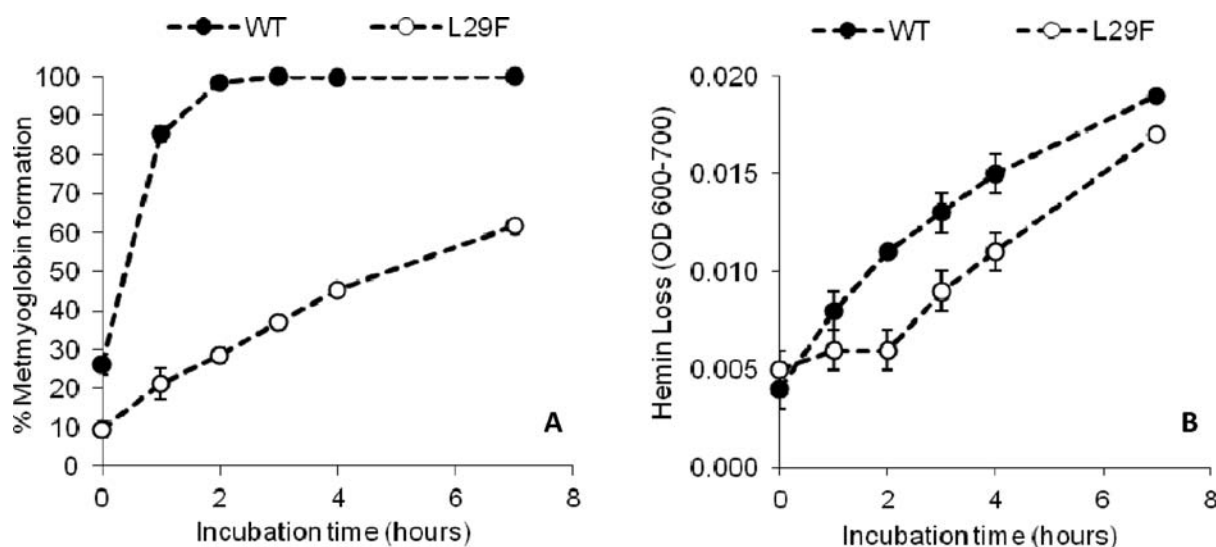 WT L29F
% Metmyoglobin formation
100
90
80
70
60
50
40
30
20
10
0
0 2 4 6 8
Incubation time (hours)
A
WT L29F
Hemin Loss (OD 600-700)
0.020
0.015
0.010
0.005
0.000
0 2 4 6 8
Incubation time (hours)
B